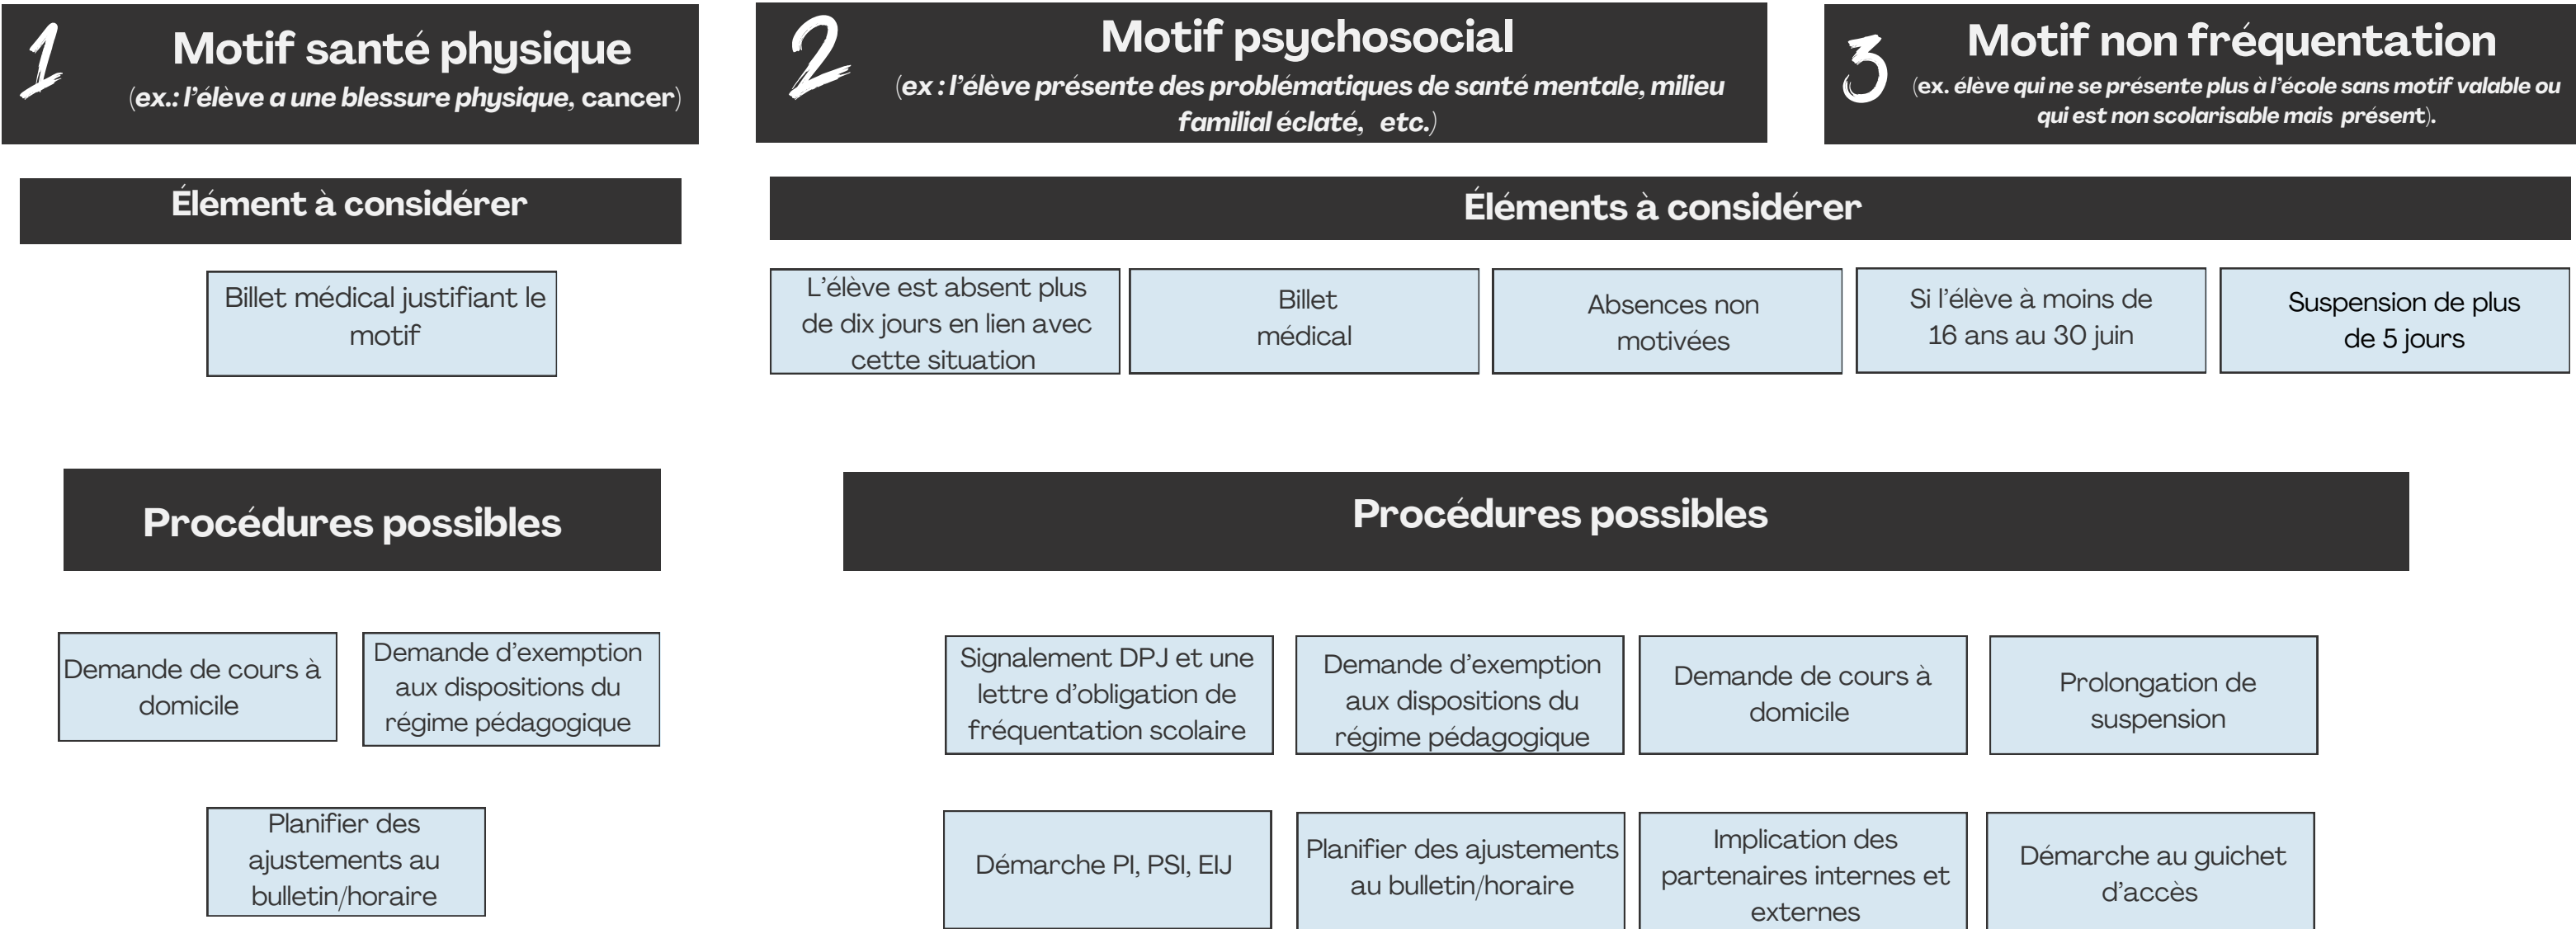 1
Motif santé physique
(ex.: l'élève a une blessure physique, cancer)
2
Motif psychosocial
(ex : l'élève présente des problématiques de santé mentale, milieu
familial éclaté, etc.)
3
Motif non fréquentation
(ex. élève qui ne se présente plus à l'école sans motif valable ou
qui est non scolarisable mais présent).
Élément à considérer
Billet médical justifiant le
motif
Éléments à considérer
L'élève est absent plus
de dix jours en lien avec
cette situation
Billet
médical
Absences non
motivées
Si l'élève à moins de
16 ans au 30 juin
Suspension de plus
de 5 jours
Procédures possibles
Demande de cours à
domicile
Demande d'exemption
aux dispositions du
régime pédagogique
Planifier des
ajustements au
bulletin/horaire
Procédures possibles
Signalement DPJ et une
lettre d'obligation de
fréquentation scolaire
Demande d'exemption
aux dispositions du
régime pédagogique
Demande de cours à
domicile
Prolongation de
suspension
Démarche PI, PSI, EIJ
Planifier des ajustements
au bulletin/horaire
Implication des
partenaires internes et
externes
Démarche au guichet
d'accès